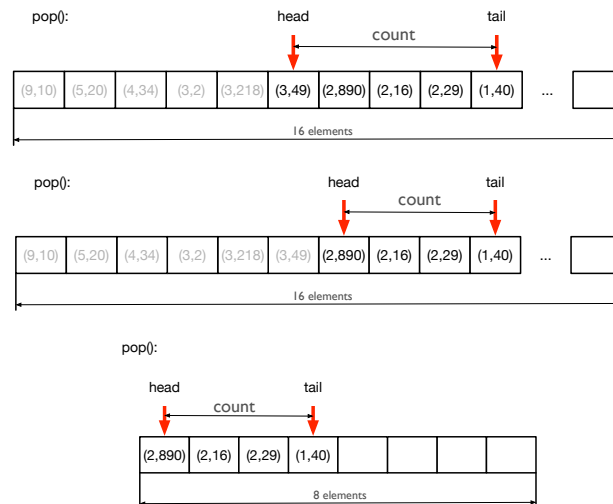 pop():
head tail
count
(9,10) (5,20) (4,34) (3,2) (3,218) (3,49) (2,890) (2,16) (2,29) (1,40) ...
16 elements
pop():
head tail
count
(9,10) (5,20) (4,34) (3,2) (3,218) (3,49) (2,890) (2,16) (2,29) (1,40) ...
16 elements
pop():
head tail
count
(2,890) (2,16) (2,29) (1,40)
8 elements